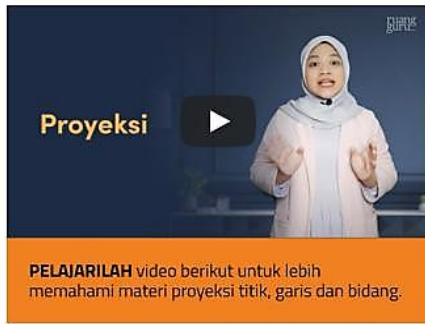 ruang
guru
Proyeksi
PELAJARILAH video berikut untuk lebih
memahami materi proyeksi titik, garis dan bidang.